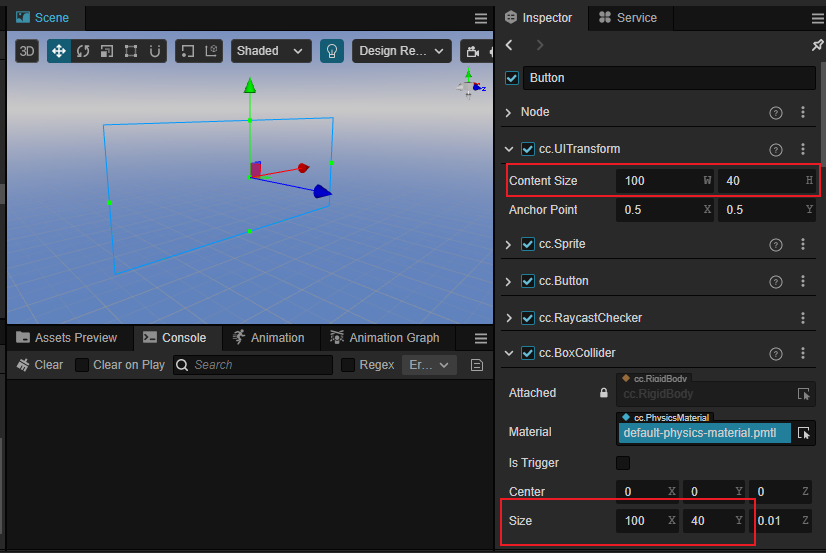 Scene
3D
Shaded
Design Re...
Z
Assets Preview
Console
Animation
Animation Graph
Clear
Clear on Play
Search
Regex
Er...
Inspector
Service
Button
Node
cc.UITransform
Content Size 100 W 40 H
Anchor Point 0.5 X 0.5 Y
cc.Sprite
cc.Button
cc.RaycastChecker
cc.BoxCollider
cc.RigidBody
Attached cc.RigidBody
cc.PhysicsMaterial
Material default-physics-material.pmtl
Is Trigger
Center 0 X 0 Y 0 Z
Size 100 X 40 Y 0.01 Z